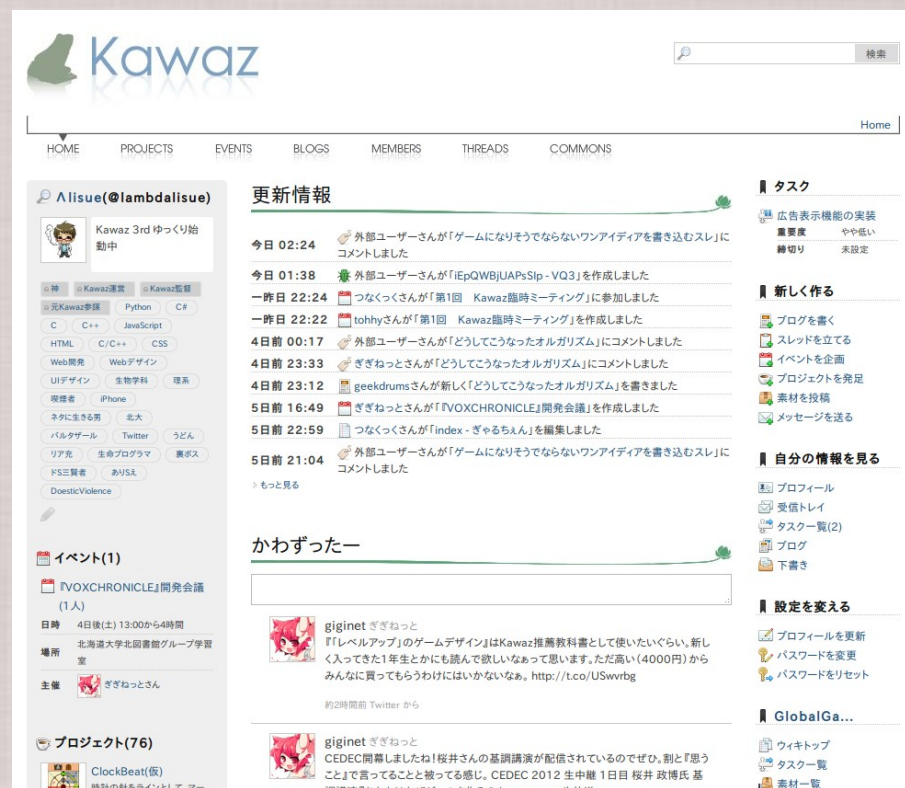 Kawaz
検索
Home
HOME PROJECTS EVENTS BLOGS MEMBERS THREADS COMMONS
Λlisue(@lambdalisue)
Kawaz 3rd ゆっくり始
動中
神 Kawaz運営 Kawaz監督
元Kawaz参謀 Python C#
C C++ JavaScript
HTML C/C++ CSS
Web開発 Webデザイン
UIデザイン 生物学科 理系
喫煙者 iPhone
ネタに生きる男 北大
バルタザール Twitter うどん
リア充 生命プログラマ 裏ボス
ドS三賢者 ありSえ
DoesticViolence
イベント(1)
『VOXCHRONICLE』開発会議
(1人)
日時 4日後(土) 13:00から4時間
場所 北海道大学北図書館グループ学習
室
主催 ぎぎねっとさん
プロジェクト(76)
ClockBeat(仮)
更新情報
今日 02:24 外部ユーザーさんが「ゲームになりそうでならないワンアイディアを書き込むスレ」に
コメントしました
今日 01:38 外部ユーザーさんが「iEpQWBjUAPsSIp - VQ3」を作成しました
一昨日 22:24 つなくっくさんが「第1回 Kawaz臨時ミーティング」に参加しました
一昨日 22:22 tohhyさんが「第1回 Kawaz臨時ミーティング」を作成しました
4日前 00:17 外部ユーザーさんが「どうしてこうなったオルガリズム」にコメントしました
4日前 23:33 ぎぎねっとさんが「どうしてこうなったオルガリズム」にコメントしました
4日前 23:12 geekdrumsさんが新しく「どうしてこうなったオルガリズム」を書きました
5日前 16:49 ぎぎねっとさんが「『VOXCHRONICLE』開発会議」を作成しました
5日前 22:59 つなくっくさんが「index - ぎゃるちぇん」を編集しました
5日前 21:04 外部ユーザーさんが「ゲームになりそうでならないワンアイディアを書き込むスレ」に
コメントしました
もっと見る
かわずったー
giginet ぎぎねっと
『「レベルアップ」のゲームデザイン』はKawaz推薦教科書として使いたいぐらい。新し
く入ってきた1年生とかにも読んで欲しいなぁって思います。ただ高い(4000円)から
みんなに買ってもらうわけにはいかないなぁ。 http://t.co/USwvrbg
約2時間前 Twitter から
giginet ぎぎねっと
CEDEC開幕しましたね!桜井さんの基調講演が配信されているのでぜひ。割と『思う
こと』で言ってることと被ってる感じ。 CEDEC 2012 生中継 1日目 桜井 政博氏 基
タスク
広告表示機能の実装
重要度 やや低い
締切り 未設定
新しく作る
ブログを書く
スレッドを立てる
イベントを企画
プロジェクトを発足
素材を投稿
メッセージを送る
自分の情報を見る
プロフィール
受信トレイ
タスク一覧(2)
ブログ
下書き
設定を変える
プロフィールを更新
パスワードを変更
パスワードをリセット
GlobalGa...
ウィキトップ
タスク一覧
素材一覧